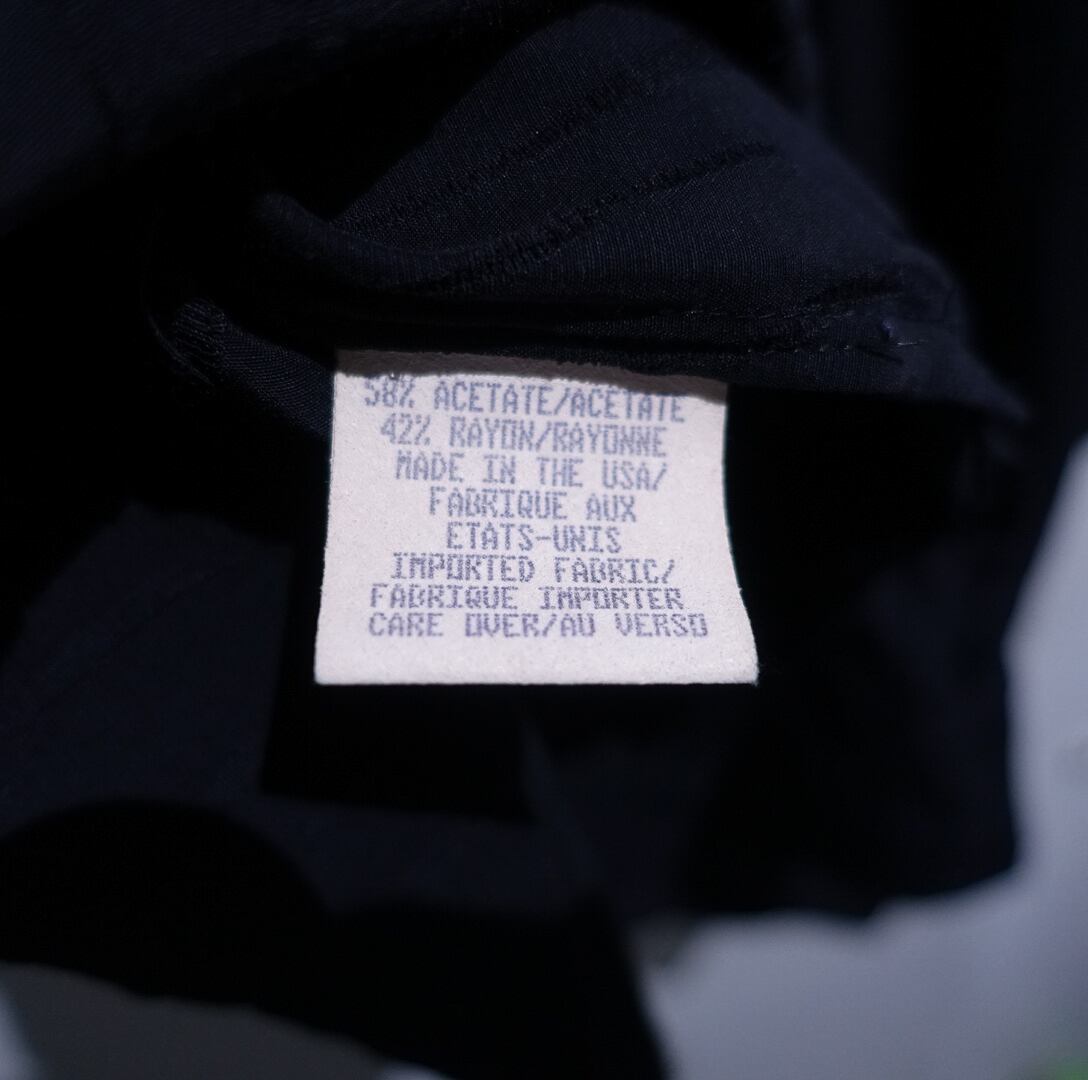 58% ACETATE/ACETATE
42% RAYON/RAYONNE
MADE IN THE USA/
FABRIQUE AUX
ETATS-UNIS
IMPORTED FABRIC/
FABRIQUE IMPORTER
CARE OVER/AU VERSO